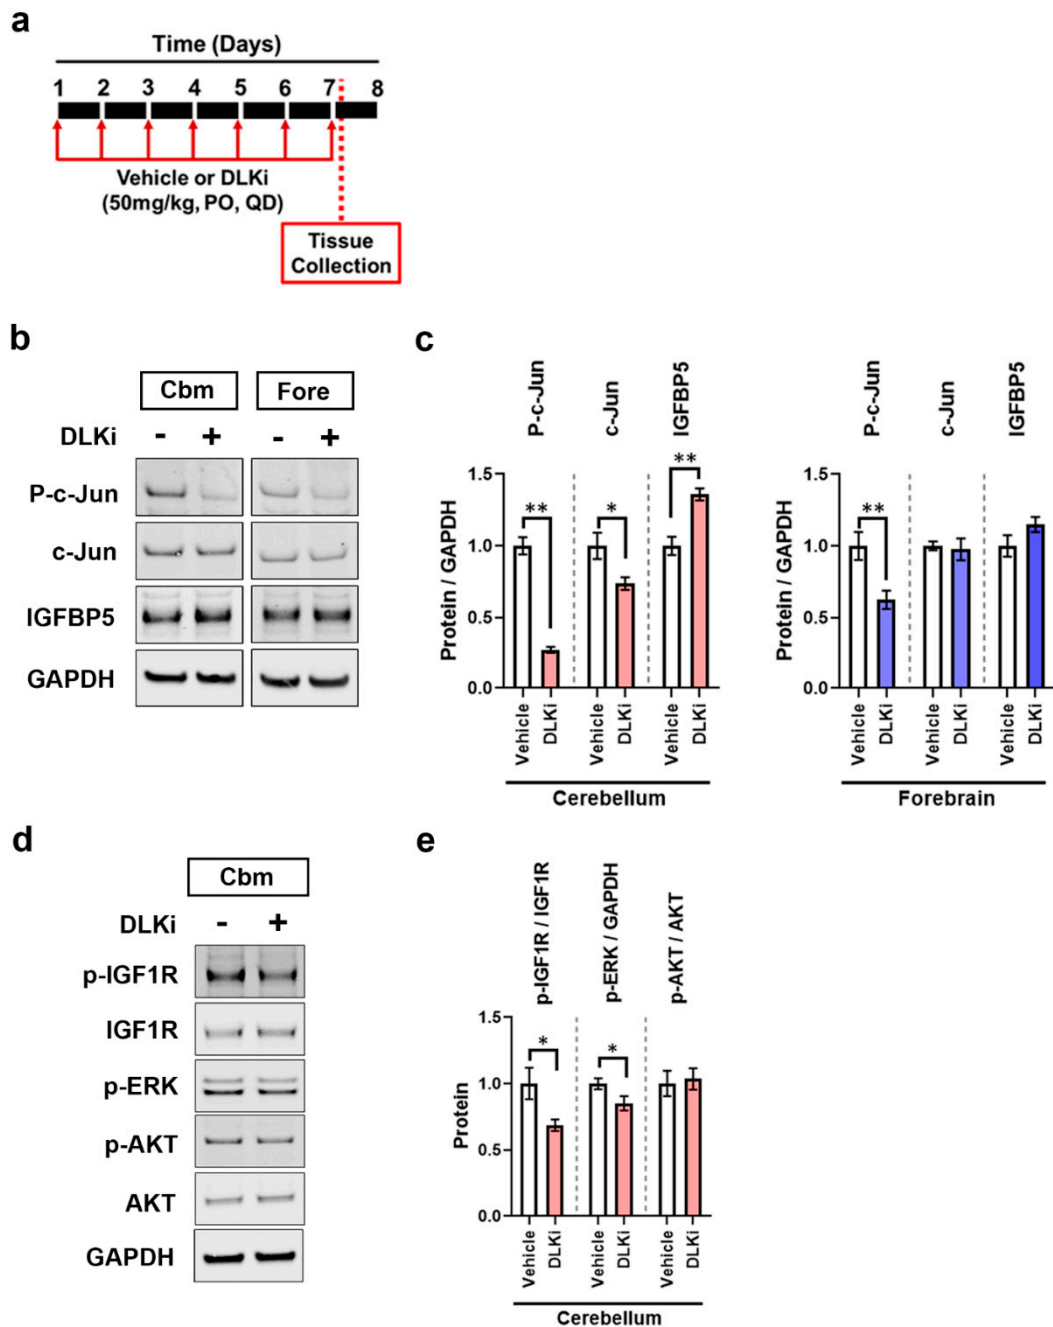 a
Time (Days)
1 2 3 4 5 6 7 8
Vehicle or DLKi
(50mg/kg, PO, QD)
Tissue
Collection
b
Cbm Fore
DLKi - + - +
P-c-Jun
c-Jun
IGFBP5
GAPDH
c
P-c-Jun
c-Jun
IGFBP5
Protein / GAPDH
1.5
1.0
0.5
0.0
** * **
Vehicle
DLKi
Vehicle
DLKi
Vehicle
DLKi
Cerebellum
P-c-Jun
c-Jun
IGFBP5
Protein / GAPDH
1.5
1.0
0.5
0.0
**
Vehicle
DLKi
Vehicle
DLKi
Vehicle
DLKi
Forebrain
d
Cbm
DLKi - +
p-IGF1R
IGF1R
p-ERK
p-AKT
AKT
GAPDH
e
p-IGF1R / IGF1R
p-ERK / GAPDH
p-AKT / AKT
Protein
1.5
1.0
0.5
0.0
* *
Vehicle
DLKi
Vehicle
DLKi
Vehicle
DLKi
Cerebellum